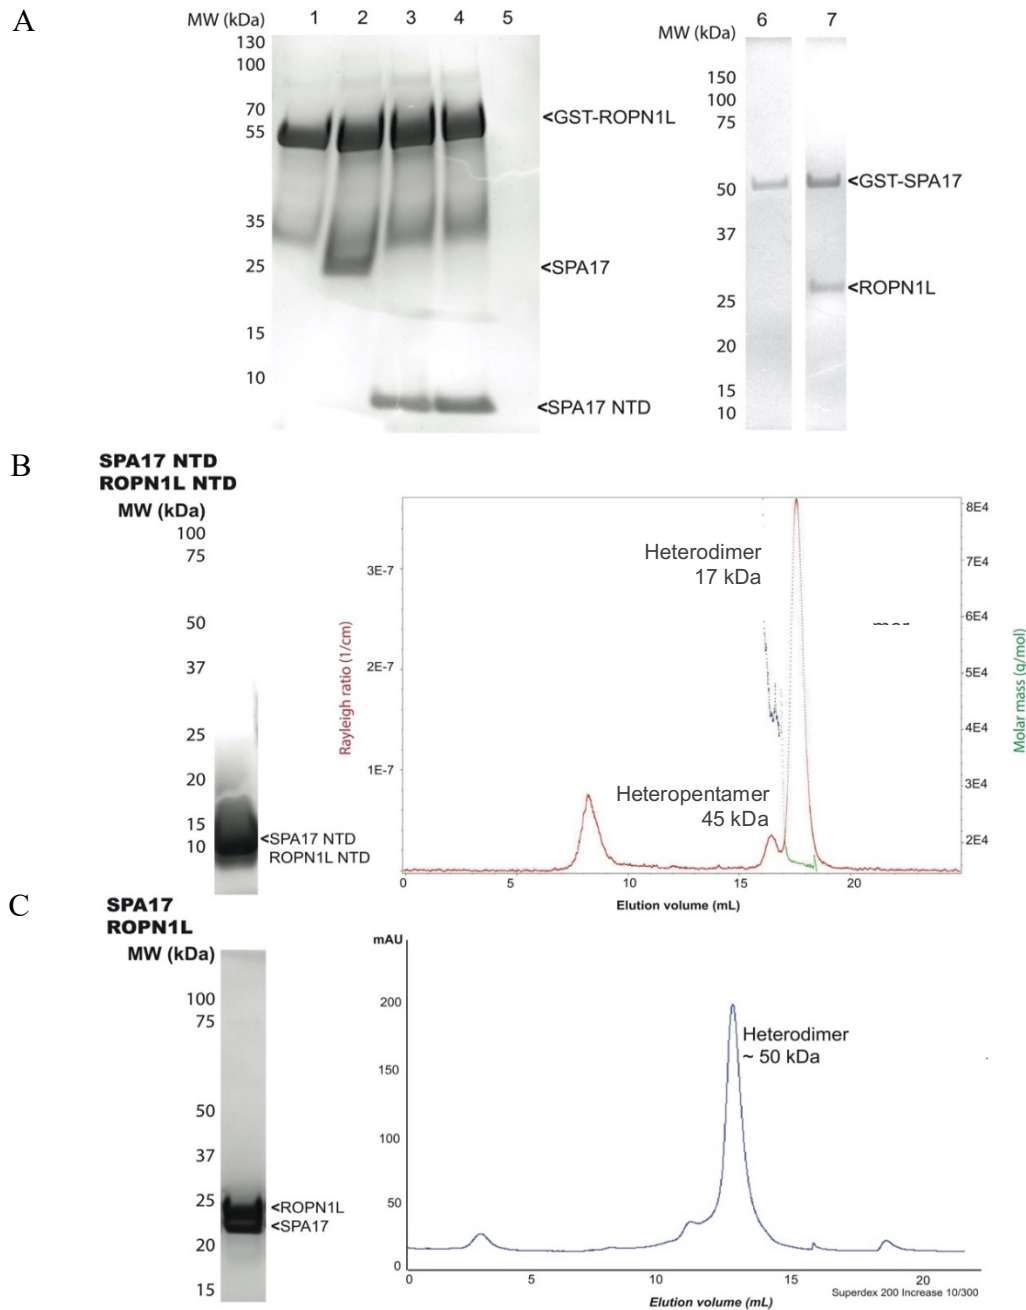 A
MW (kDa) 1 2 3 4 5
130
100
70
55
35
25
15
10
<GST-ROPN1L
<SPA17
<SPA17 NTD
6 7
MW (kDa)
150
100
75
50
37
25
20
15
10
<GST-SPA17
<ROPN1L
B
SPA17 NTD
ROPN1L NTD
MW (kDa)
100
75
50
37
25
20
15
10
<SPA17 NTD
ROPN1L NTD
Rayleigh ratio (1/cm)
3E-7
2E-7
1E-7
Heterodimer
17 kDa
Heteropentamer
45 kDa
8E4
7E4
6E4
5E4
4E4
3E4
2E4
Molar mass (g/mol)
0 5 10 15 20
Elution volume (mL)
C
SPA17
ROPN1L
MW (kDa)
100
75
50
37
25
20
15
<ROPN1L
<SPA17
mAU
200
150
100
50
0
Heterodimer
~ 50 kDa
0 5 10 15 20
Superdex 200 Increase 10/300
Elution volume (mL)